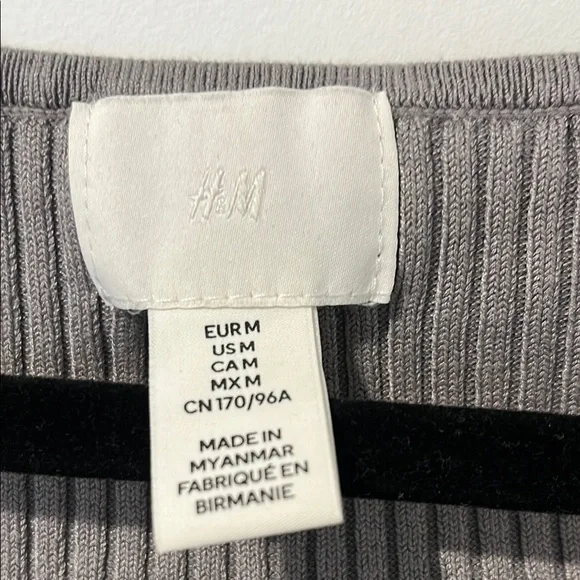 H&M
EUR M
US M
CA M
MX M
CN 170/96A
MADE IN
MYANMAR
FABRIQUÉ EN
BIRMANIE